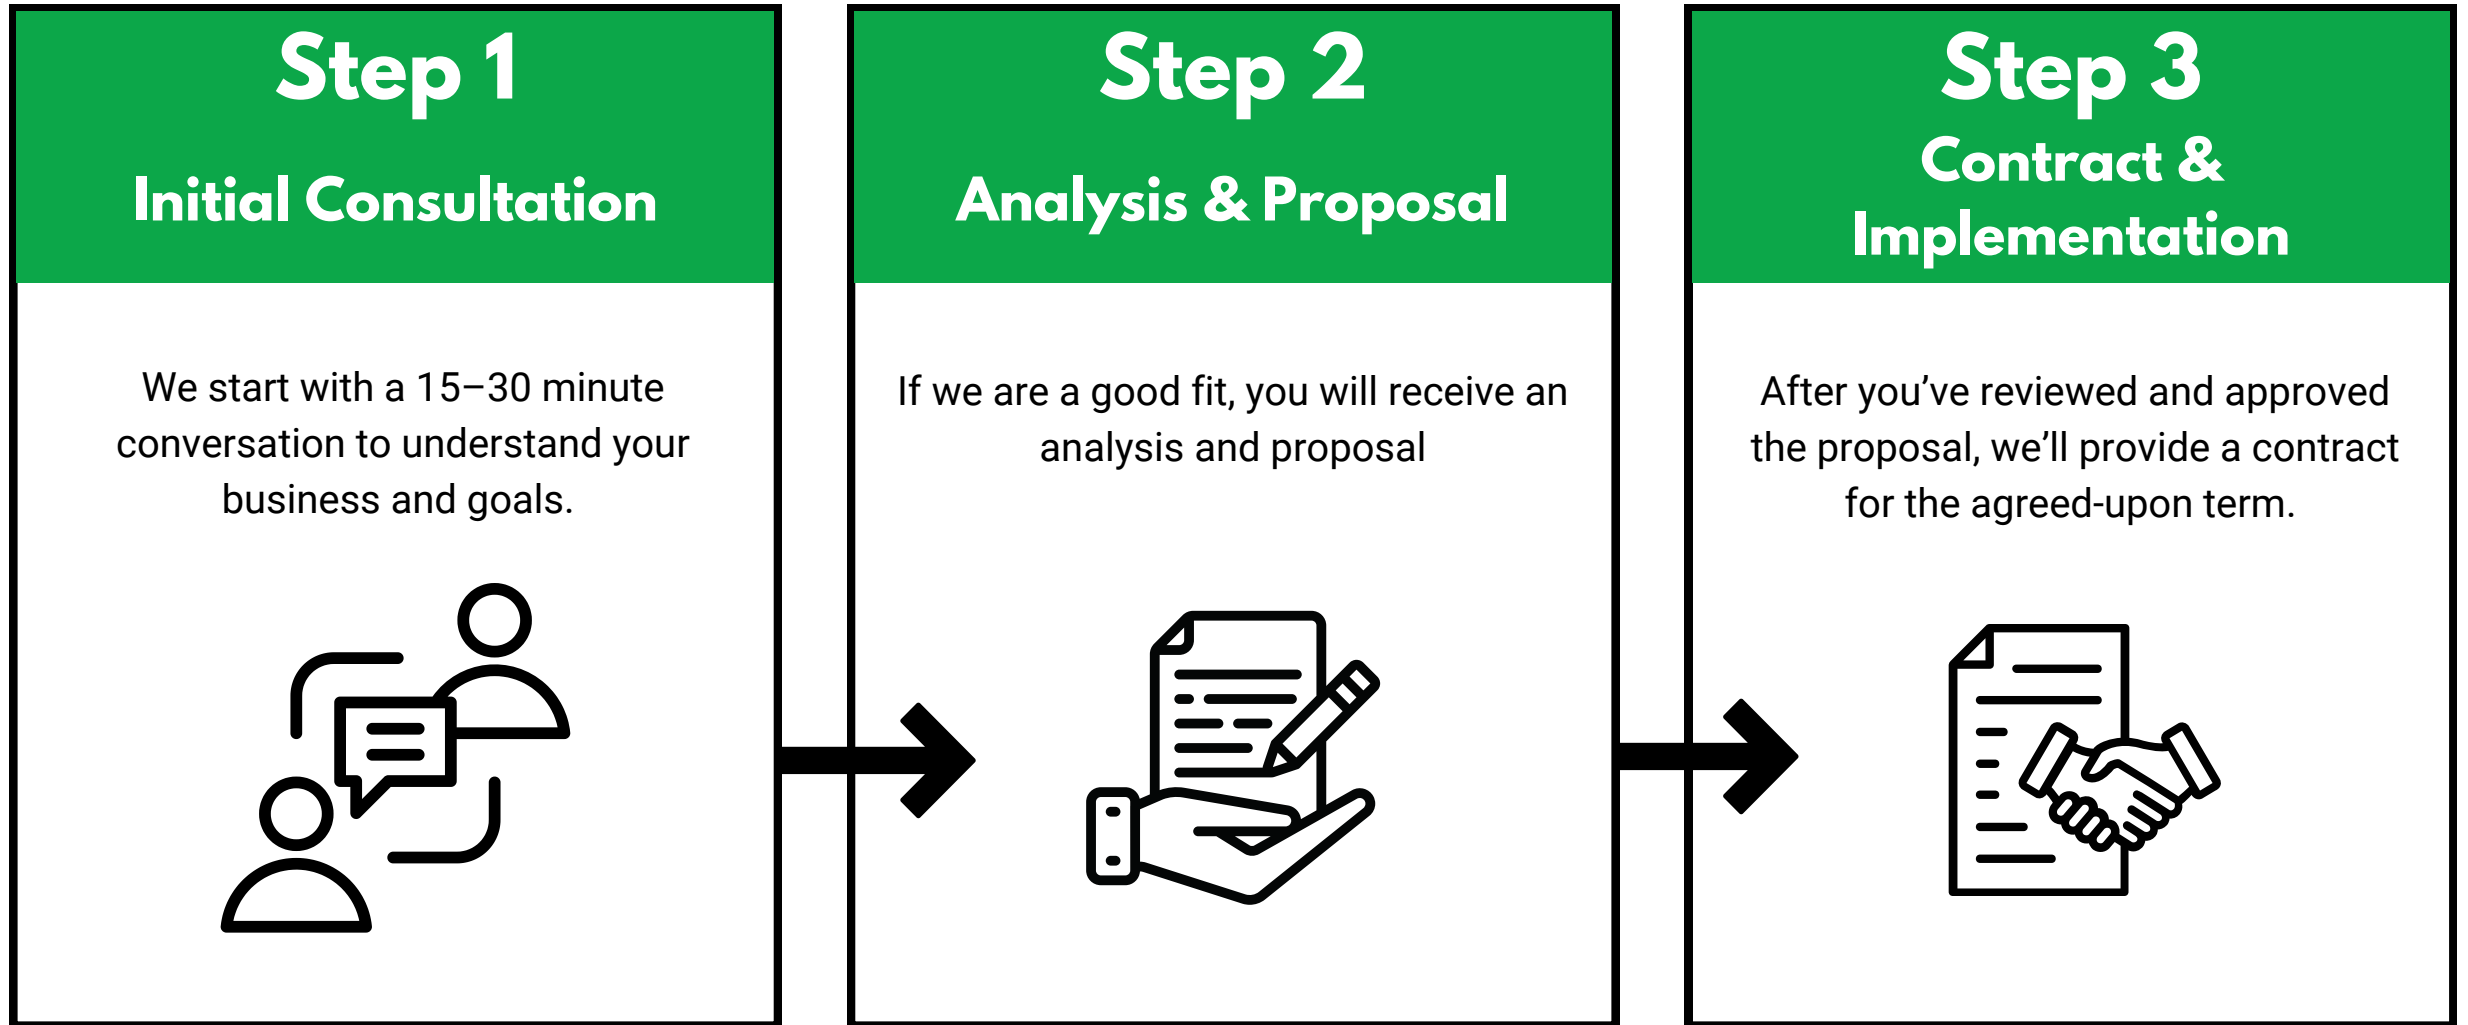 Step 1
Initial Consultation
We start with a 15–30 minute
conversation to understand your
business and goals.
Step 2
Analysis & Proposal
If we are a good fit, you will receive an
analysis and proposal
Step 3
Contract &
Implementation
After you’ve reviewed and approved
the proposal, we’ll provide a contract
for the agreed-upon term.